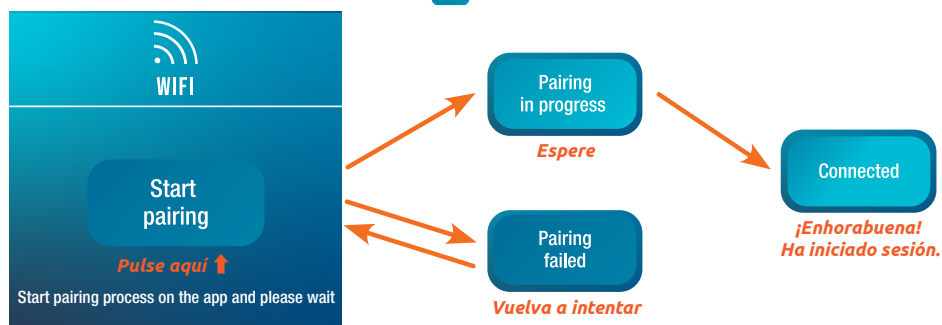 WIFI
Start
pairing
Pulse aquí
Start pairing process on the app and please wait
Pairing
in progress
Espere
Pairing
failed
Vuelva a intentar
Connected
¡Enhorabuena!
Ha iniciado sesión.